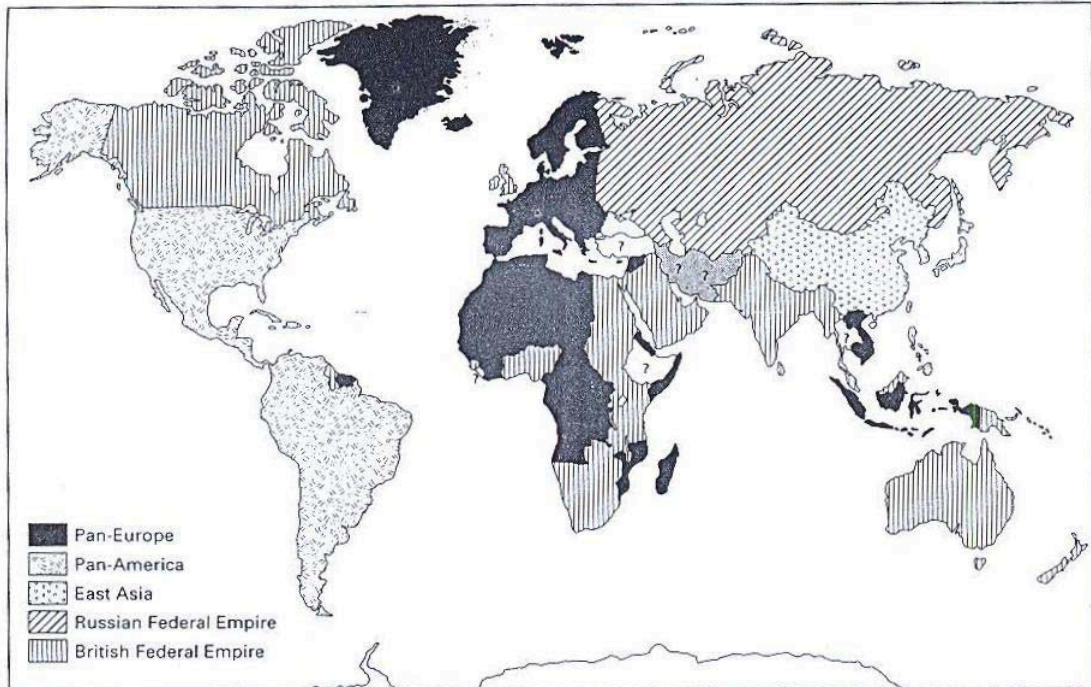 ?
?
?
?
?
Pan-Europe
Pan-America
East Asia
Russian Federal Empire
British Federal Empire